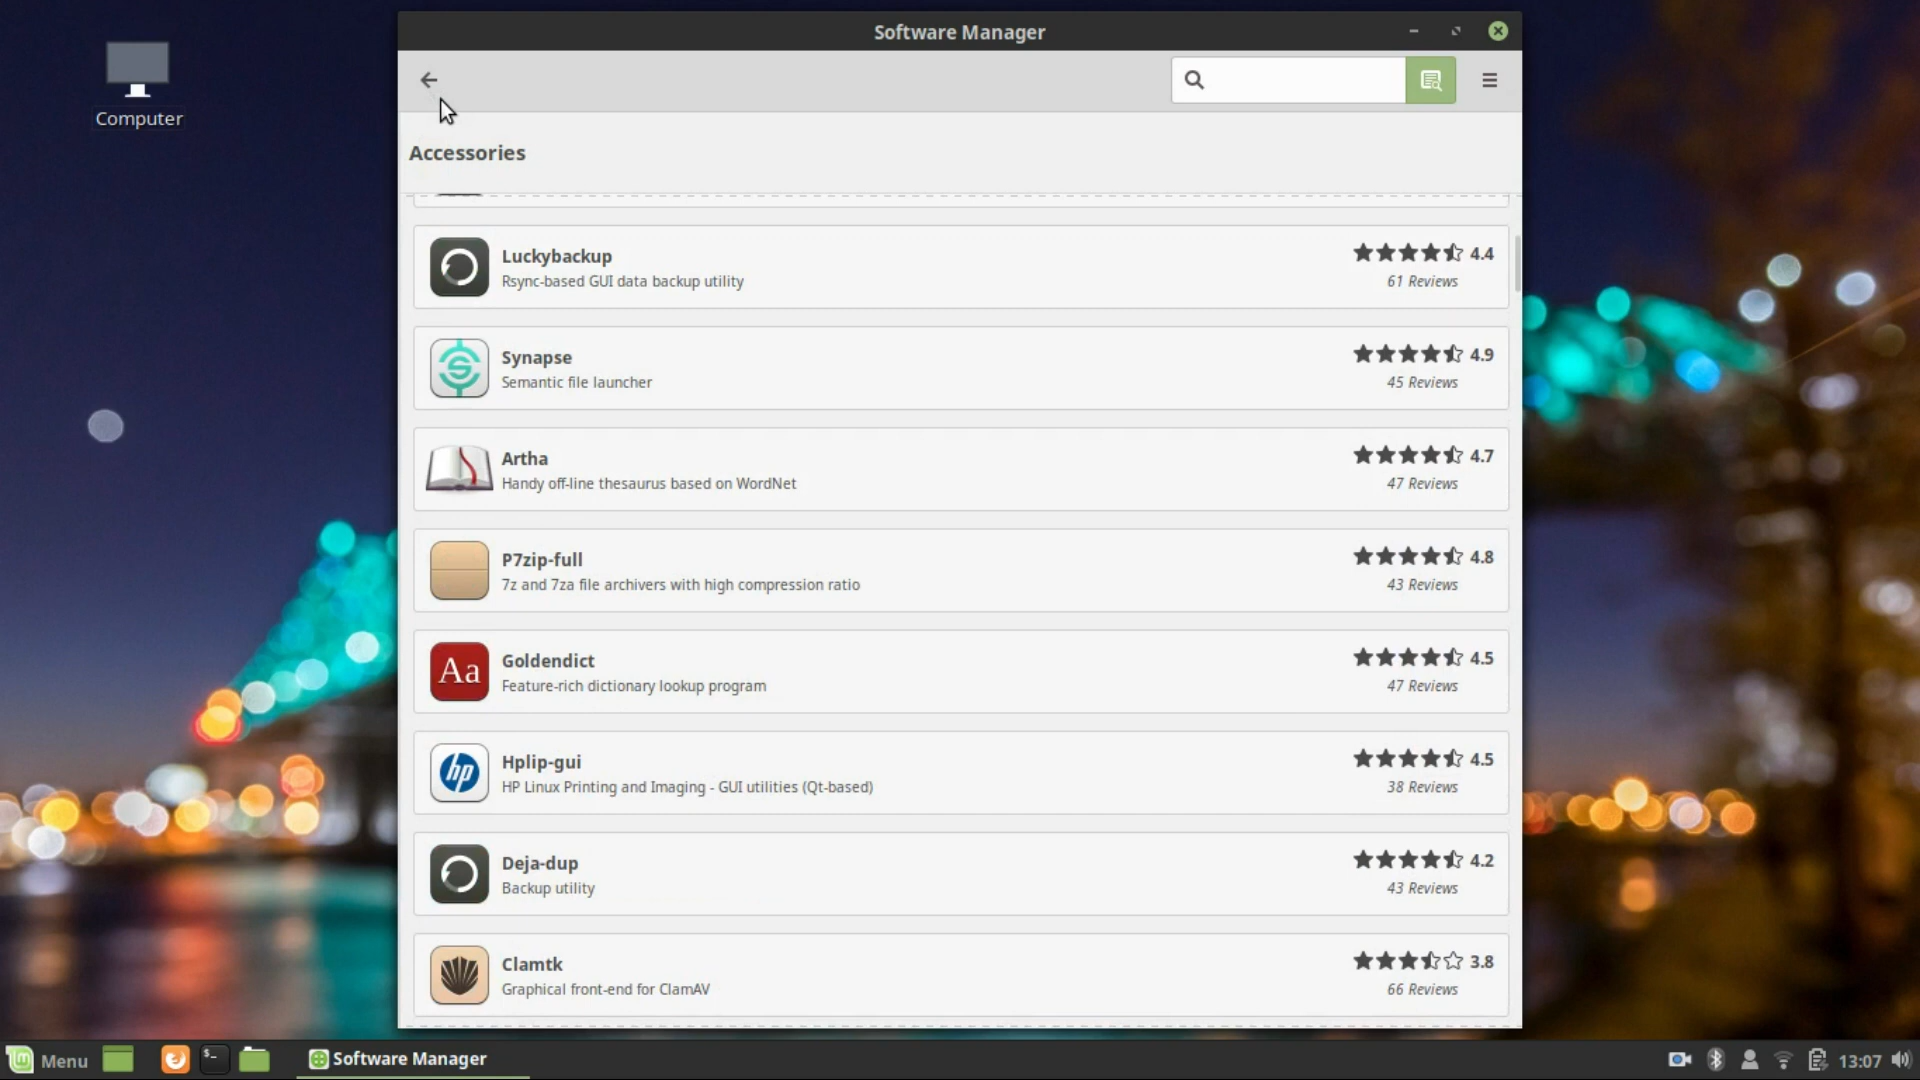 Software Manager
Computer
Accessories
Luckybackup
4.4
Rsync-based GUI data backup utility
61 Reviews
Synapse
4.9
Semantic file launcher
45 Reviews
Artha
4.7
Handy off-line thesaurus based on WordNet
47 Reviews
P7zip-full
4.8
7z and 7za file archivers with high compression ratio
43 Reviews
Aa
Goldendict
4.5
Feature-rich dictionary lookup program
47 Reviews
hp
Hplip-gui
4.5
HP Linux Printing and Imaging - GUI utilities (Qt-based)
38 Reviews
Deja-dup
4.2
Backup utility
43 Reviews
Clamtk
3.8
Graphical front-end for ClamAV
66 Reviews
Menu
$-
Software Manager
13:07